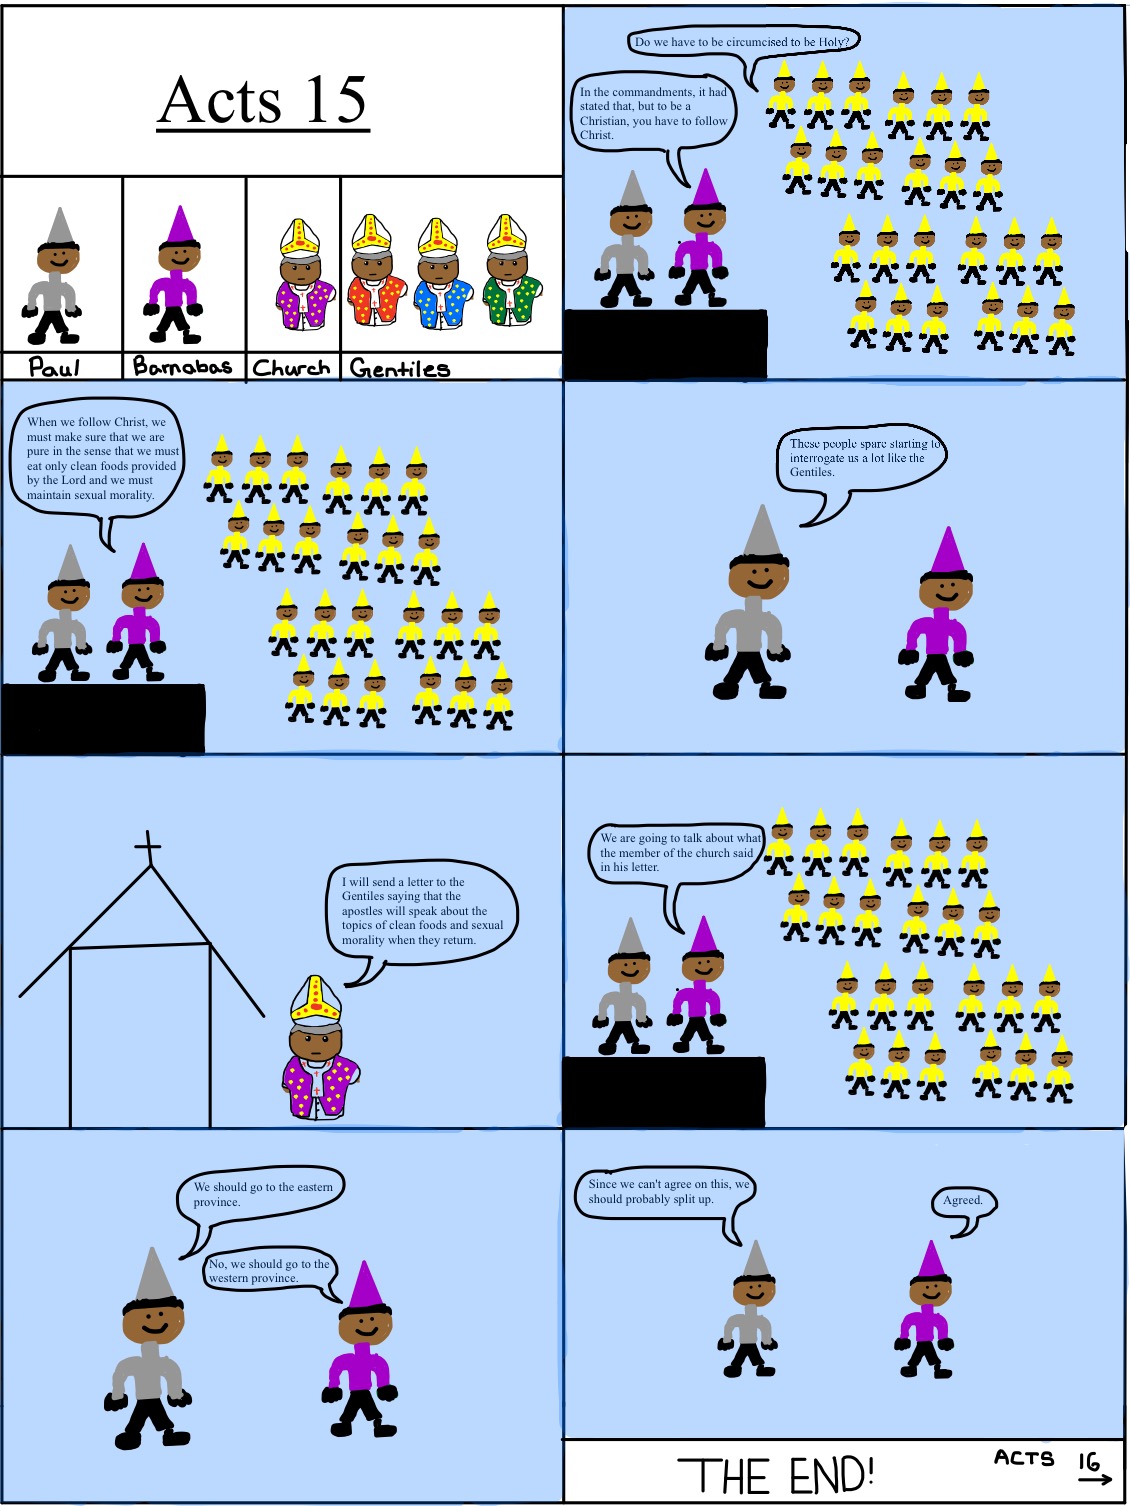 Acts 15
Paul
Barnabas
Church
Gentiles
Do we have to be circumcised to be Holy?
In the commandments, it had
stated that, but to be a
Christian, you have to follow
Christ.
When we follow Christ, we
must make sure that we are
pure in the sense that we must
eat only clean foods provided
by the Lord and we must
maintain sexual morality.
These people spare starting to
interrogate us a lot like the
Gentiles.
I will send a letter to the
Gentiles saying that the
apostles will speak about the
topics of clean foods and sexual
morality when they return.
We are going to talk about what
the member of the church said
in his letter.
We should go to the eastern
province.
No, we should go to the
western province.
Since we can't agree on this, we
should probably split up.
Agreed.
THE END!
ACTS 16